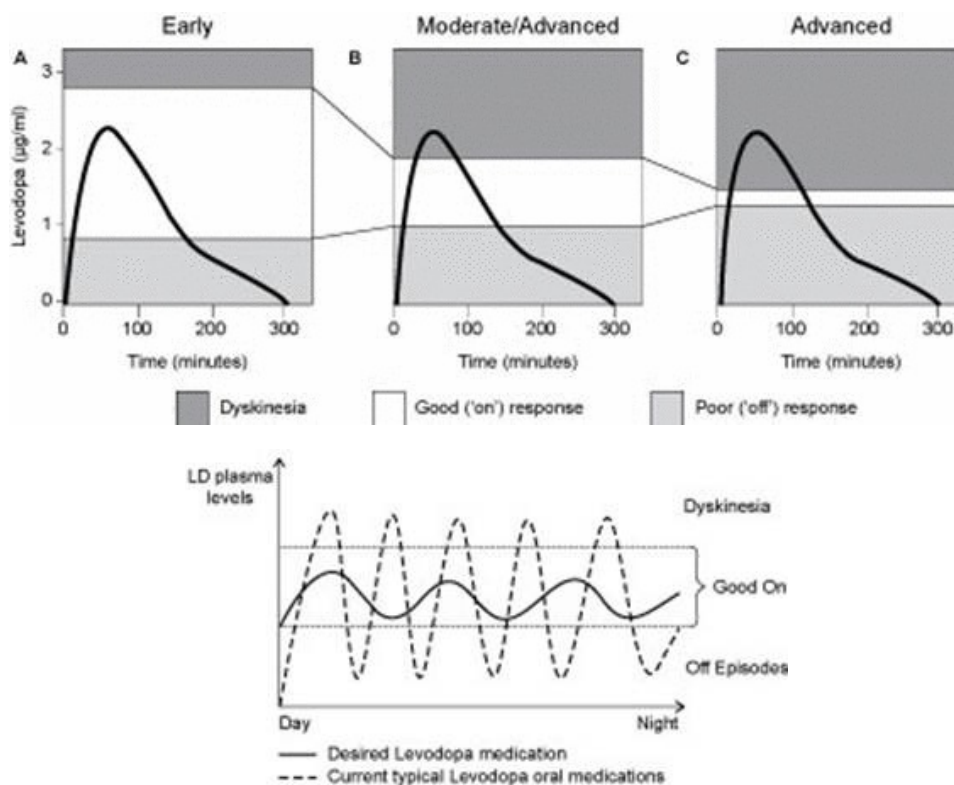 Early
Moderate/Advanced
Advanced
A
B
C
Levodopa (µg/ml)
3
2
1
0
0 100 200 300
0 100 200 300
0 100 200 300
Time (minutes)
Time (minutes)
Time (minutes)
Dyskinesia
Good ('on') response
Poor ('off') response
LD plasma
levels
Dyskinesia
Good On
Off Episodes
Day
Night
Desired Levodopa medication
Current typical Levodopa oral medications